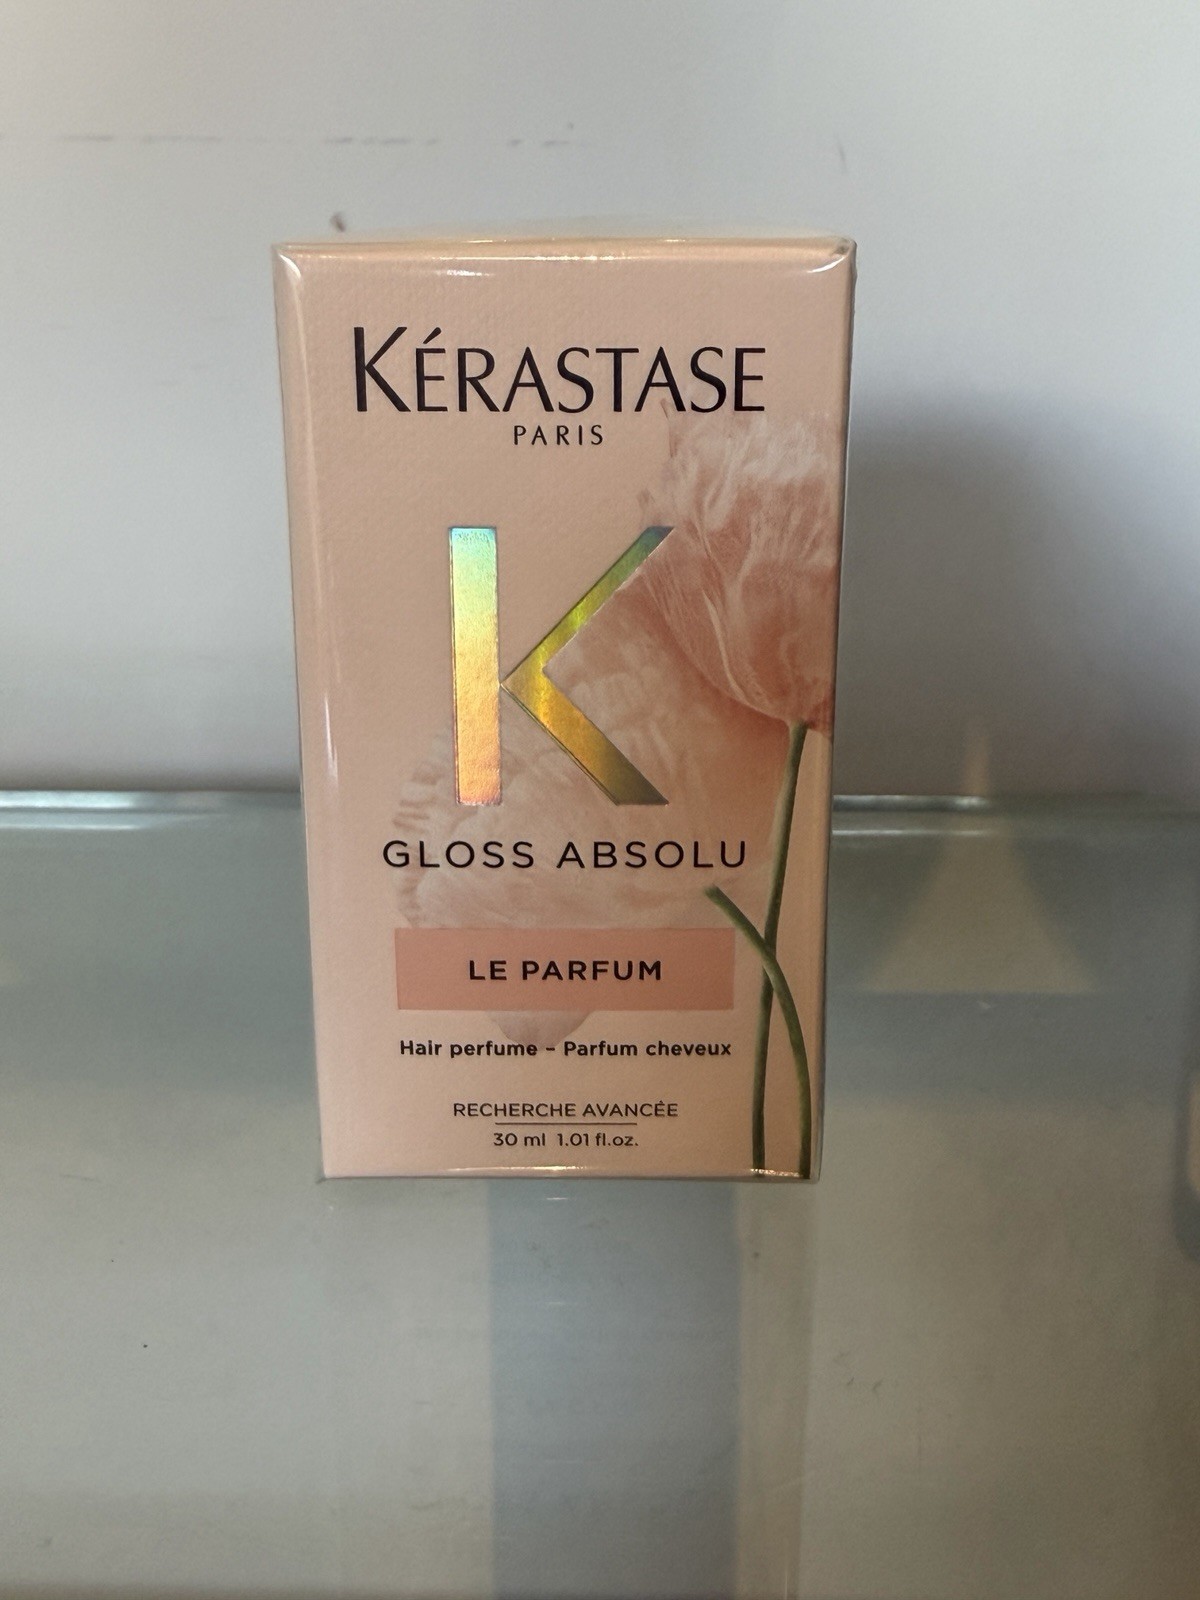 KÉRASTASE
PARIS
K
GLOSS ABSOLU
LE PARFUM
Hair perfume – Parfum cheveux
RECHERCHE AVANCÉE
30 ml 1.01 fl.oz.